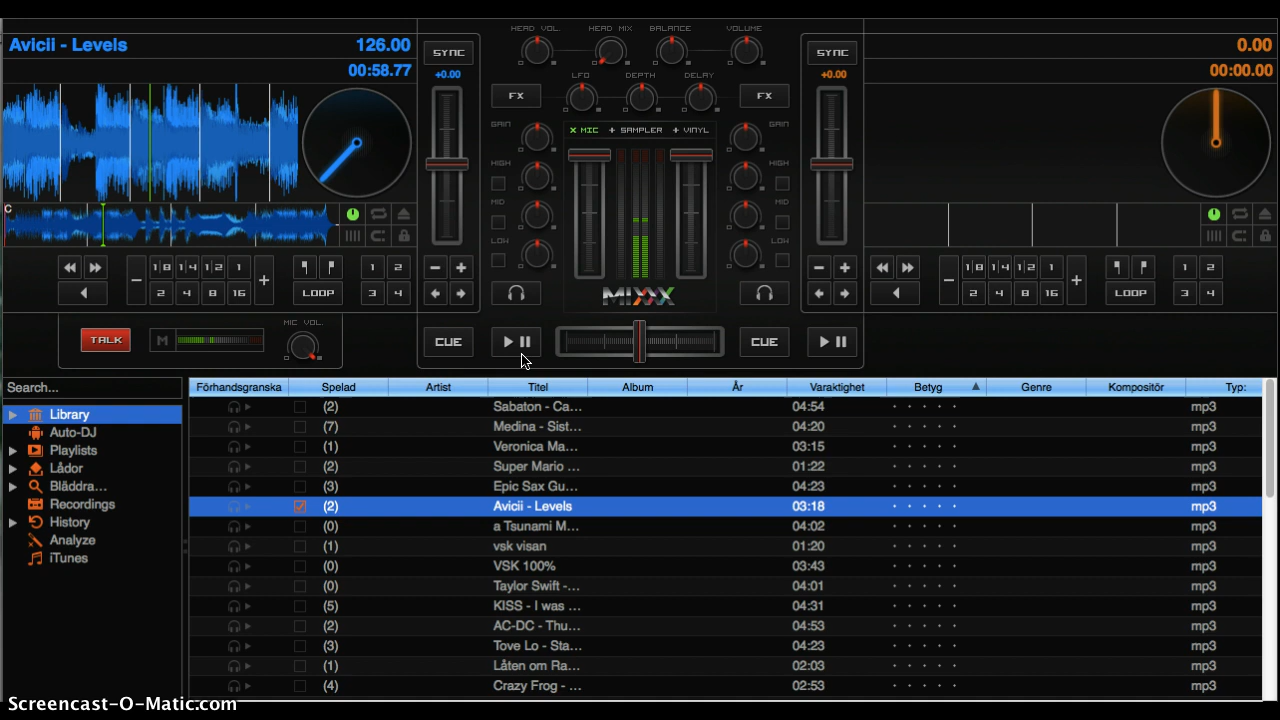 HEAD VOL. HEAD MIX BALANCE VOLUME
Avicii - Levels 126.00 SYNC SYNC 0.00
00:58.77 +0.00 +0.00 00:00.00
LFO DEPTH DELAY
FX FX
GAIN × MIC + SAMPLER + VINYL GAIN
HIGH HIGH
MID MID
C
LOW LOW
1|8 1|4 1|2 1 1 2 1|8 1|4 1|2 1 1 2
2 4 8 16 LOOP 3 4 MIXXX 2 4 8 16 LOOP 3 4
MIC VOL.
TALK M CUE CUE
Search...
Förhandsgranska Spelad Artist Titel Album År Varaktighet Betyg Genre Kompositör Typ:
Library
Auto-DJ
Playlists
Lådor
Bläddra...
Recordings
History
Analyze
iTunes
(2) Sabaton - Ca... 04:54 mp3
(7) Medina - Sist... 04:20 mp3
(1) Veronica Ma... 03:15 mp3
(2) Super Mario ... 01:22 mp3
(3) Epic Sax Gu... 04:23 mp3
(2) Avicii - Levels 03:18 mp3
(0) a Tsunami M... 04:02 mp3
(1) vsk visan 01:20 mp3
(0) VSK 100% 03:43 mp3
(0) Taylor Swift -... 04:01 mp3
(5) KISS - I was ... 04:31 mp3
(2) AC-DC - Thu... 04:53 mp3
(3) Tove Lo - Sta... 04:23 mp3
(1) Låten om Ra... 02:03 mp3
(4) Crazy Frog - ... 02:53 mp3
Screencast-O-Matic.com